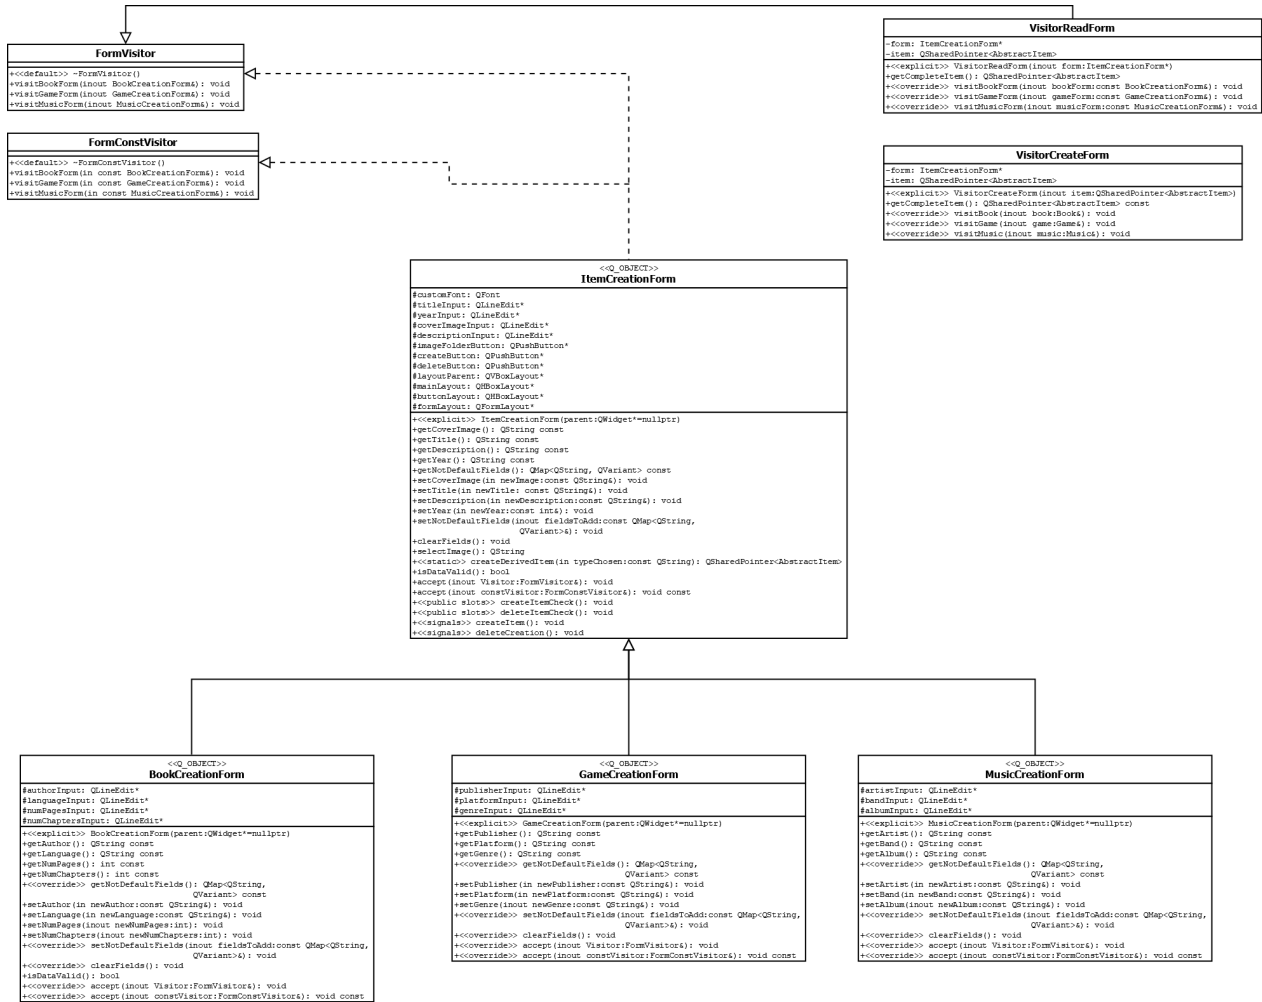 FormVisitor
+<<default>> ~FormVisitor()
+visitBookForm(inout BookCreationForm&): void
+visitGameForm(inout GameCreationForm&): void
+visitMusicForm(inout MusicCreationForm&): void
FormConstVisitor
+<<default>> ~FormConstVisitor()
+visitBookForm(in const BookCreationForm&): void
+visitGameForm(in const GameCreationForm&): void
+visitMusicForm(in const MusicCreationForm&): void
VisitorReadForm
-form: ItemCreationForm*
-item: QSharedPointer<AbstractItem>
+<<explicit>> VisitorReadForm(inout form:ItemCreationForm*)
+getCompleteItem(): QSharedPointer<AbstractItem>
+<<override>> visitBookForm(inout bookForm:const BookCreationForm&): void
+<<override>> visitGameForm(inout gameForm:const GameCreationForm&): void
+<<override>> visitMusicForm(inout musicForm:const MusicCreationForm&): void
VisitorCreateForm
-form: ItemCreationForm*
-item: QSharedPointer<AbstractItem>
+<<explicit>> VisitorCreateForm(inout item:QSharedPointer<AbstractItem>)
+getCompleteItem(): QSharedPointer<AbstractItem> const
+<<override>> visitBook(inout book:Book&): void
+<<override>> visitGame(inout game:Game&): void
+<<override>> visitMusic(inout music:Music&): void
<<Q_OBJECT>>
ItemCreationForm
#customFont: QFont
#titleInput: QLineEdit*
#yearInput: QLineEdit*
#coverImageInput: QLineEdit*
#descriptionInput: QLineEdit*
#imageFolderButton: QPushButton*
#createButton: QPushButton*
#deleteButton: QPushButton*
#layoutParent: QVBoxLayout*
#mainLayout: QHBoxLayout*
#buttonLayout: QHBoxLayout*
#formLayout: QFormLayout*
+<<explicit>> ItemCreationForm(parent:QWidget*=nullptr)
+getCoverImage(): QString const
+getTitle(): QString const
+getDescription(): QString const
+getYear(): QString const
+getNotDefaultFields(): QMap<QString, QVariant> const
+setCoverImage(in newImage:const QString&): void
+setTitle(in newTitle: const QString&): void
+setDescription(in newDescription:const QString&): void
+setYear(in newYear:const int&): void
+setNotDefaultFields(inout fieldsToAdd:const QMap<QString,
QVariant>&): void
+clearFields(): void
+selectImage(): QString
+<<static>> createDerivedItem(in typeChosen:const QString): QSharedPointer<AbstractItem>
+isDataValid(): bool
+accept(inout Visitor:FormVisitor&): void
+accept(inout constVisitor:FormConstVisitor&): void const
+<<public slots>> createItemCheck(): void
+<<public slots>> deleteItemCheck(): void
+<<signals>> createItem(): void
+<<signals>> deleteCreation(): void
<<Q_OBJECT>>
BookCreationForm
#authorInput: QLineEdit*
#languageInput: QLineEdit*
#numPagesInput: QLineEdit*
#numChaptersInput: QLineEdit*
+<<explicit>> BookCreationForm(parent:QWidget*=nullptr)
+getAuthor(): QString const
+getLanguage(): QString const
+getNumPages(): int const
+getNumChapters(): int const
+<<override>> getNotDefaultFields(): QMap<QString,
QVariant> const
+setAuthor(in newAuthor:const QString&): void
+setLanguage(in newLanguage:const QString&): void
+setNumPages(inout newNumPages:int): void
+setNumChapters(inout newNumChapters:int): void
+<<override>> setNotDefaultFields(inout fieldsToAdd:const QMap<QString,
QVariant>&): void
+<<override>> clearFields(): void
+isDataValid(): bool
+<<override>> accept(inout Visitor:FormVisitor&): void
+<<override>> accept(inout constVisitor:FormConstVisitor&): void const
<<Q_OBJECT>>
GameCreationForm
#publisherInput: QLineEdit*
#platformInput: QLineEdit*
#genreInput: QLineEdit*
+<<explicit>> GameCreationForm(parent:QWidget*=nullptr)
+getPublisher(): QString const
+getPlatform(): QString const
+getGenre(): QString const
+<<override>> getNotDefaultFields(): QMap<QString,
QVariant> const
+setPublisher(in newPublisher:const QString&): void
+setPlatform(in newPlatform:const QString&): void
+setGenre(inout newGenre:const QString&): void
+<<override>> setNotDefaultFields(inout fieldsToAdd:const QMap<QString,
QVariant>&): void
+<<override>> clearFields(): void
+<<override>> accept(inout Visitor:FormVisitor&): void
+<<override>> accept(inout constVisitor:FormConstVisitor&): void const
<<Q_OBJECT>>
MusicCreationForm
#artistInput: QLineEdit*
#bandInput: QLineEdit*
#albumInput: QLineEdit*
+<<explicit>> MusicCreationForm(parent:QWidget*=nullptr)
+getArtist(): QString const
+getBand(): QString const
+getAlbum(): QString const
+<<override>> getNotDefaultFields(): QMap<QString,
QVariant> const
+setArtist(in newArtist:const QString&): void
+setBand(in newBand:const QString&): void
+setAlbum(inout newAlbum:const QString&): void
+<<override>> setNotDefaultFields(inout fieldsToAdd:const QMap<QString,
QVariant>&): void
+<<override>> clearFields(): void
+<<override>> accept(inout Visitor:FormVisitor&): void
+<<override>> accept(inout constVisitor:FormConstVisitor&): void const